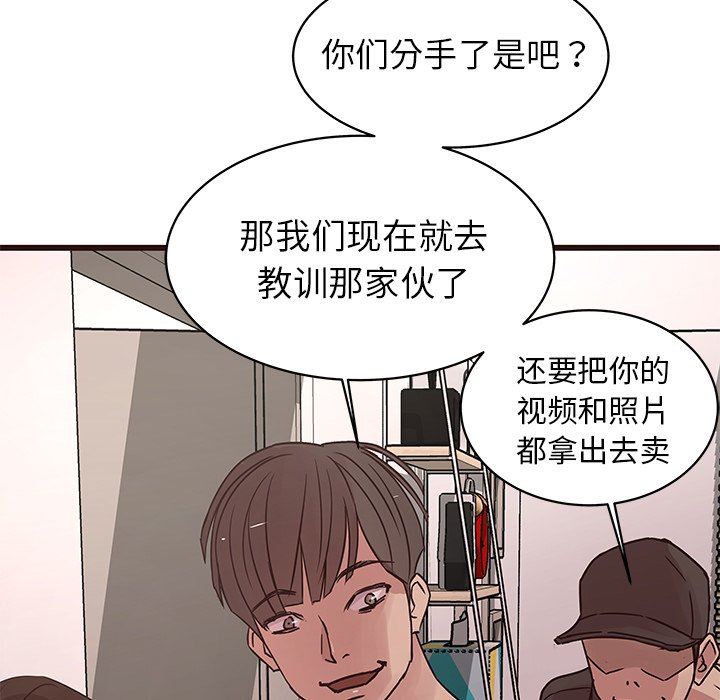 你们分手了是吧？
那我们现在就去
教训那家伙了
还要把你的
视频和照片
都拿出去卖